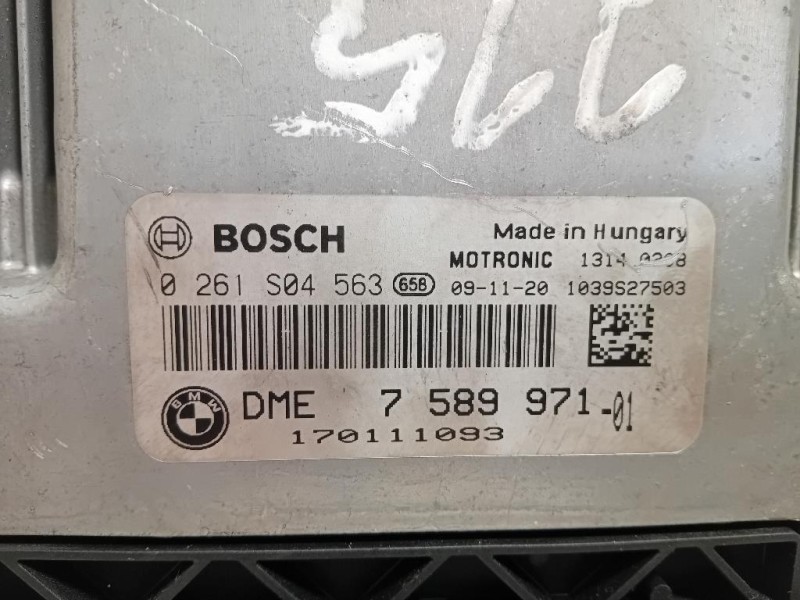 BOSCH Made in Hungary
MOTRONIC
0 261 S04 563 658 09-11-20 1039S27503
BMW DME 7 589 971-01
170111093